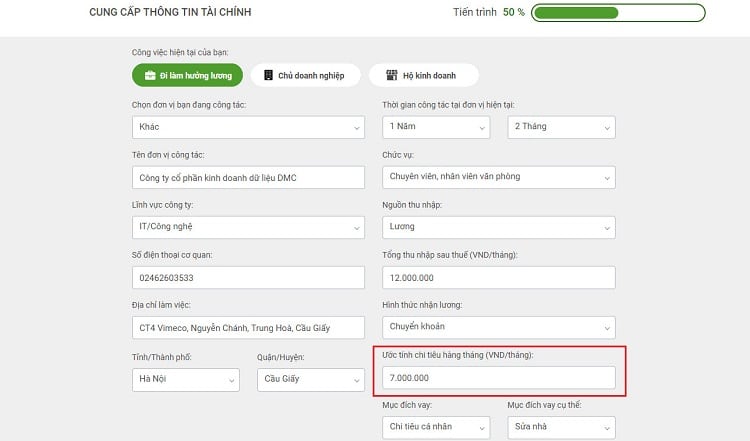 CUNG CẤP THÔNG TIN TÀI CHÍNH
Tiến trình 50 %
Công việc hiện tại của bạn:
Đi làm hưởng lương
Chủ doanh nghiệp
Hộ kinh doanh
Chọn đơn vị bạn đang công tác:
Thời gian công tác tại đơn vị hiện tại:
Khác
1 Năm
2 Tháng
Tên đơn vị công tác:
Chức vụ:
Công ty cổ phần kinh doanh dữ liệu DMC
Chuyên viên, nhân viên văn phòng
Lĩnh vực công ty:
Nguồn thu nhập:
IT/Công nghệ
Lương
Số điện thoại cơ quan:
Tổng thu nhập sau thuế (VND/tháng):
02462603533
12.000.000
Địa chỉ làm việc:
Hình thức nhận lương:
CT4 Vimeco, Nguyễn Chánh, Trung Hoà, Cầu Giấy
Chuyển khoản
Tỉnh/Thành phố:
Quận/Huyện:
Ước tính chi tiêu hàng tháng (VND/tháng):
Hà Nội
Cầu Giấy
7.000.000
Mục đích vay:
Mục đích vay cụ thể:
Chi tiêu cá nhân
Sửa nhà